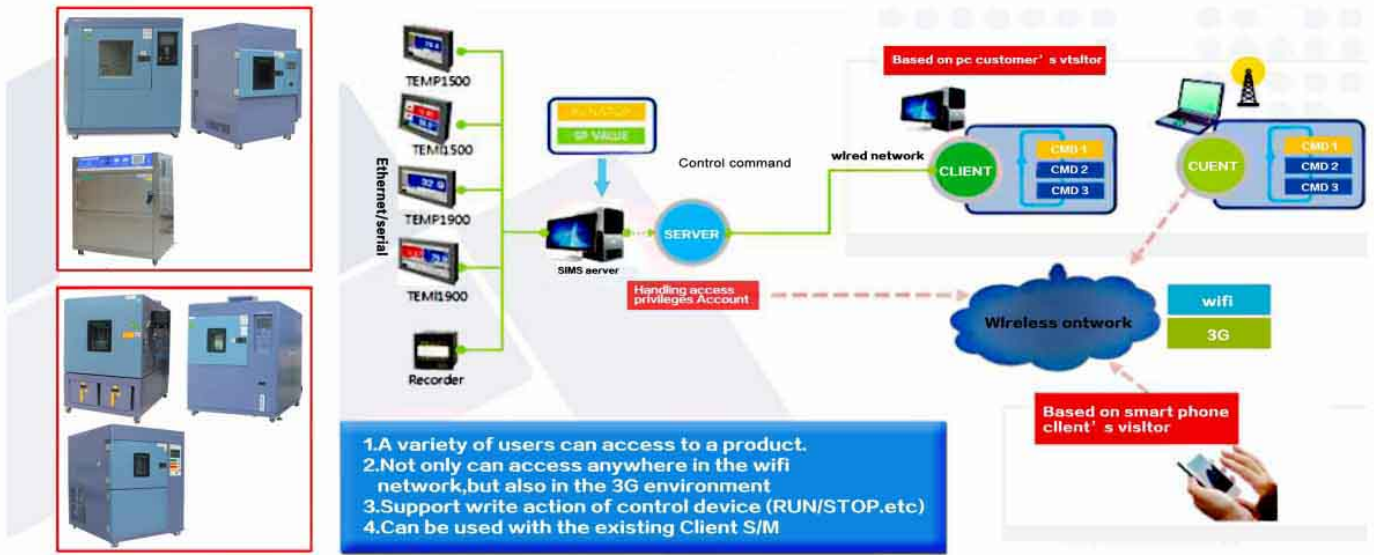 TEMP1500
TEMI1500
TEMP1900
TEMI1900
Recorder
Ethernet/serial
SP VALUE
SIMS aerver
Control command
SERVER
Handling access
privileges Account
wlred network
Based on pc customer's vtsltor
CLIENT
CMD 1
CMD 2
CMD 3
CUENT
CMD 1
CMD 2
CMD 3
Wlreless ontwork
wifi
3G
Based on smart phone
cllent's vlsltor
1.A variety of users can access to a product.
2.Not only can access anywhere in the wifi
network,but also in the 3G environment
3.Support write action of control device (RUN/STOP.etc)
4.Can be used with the existing Client S/M